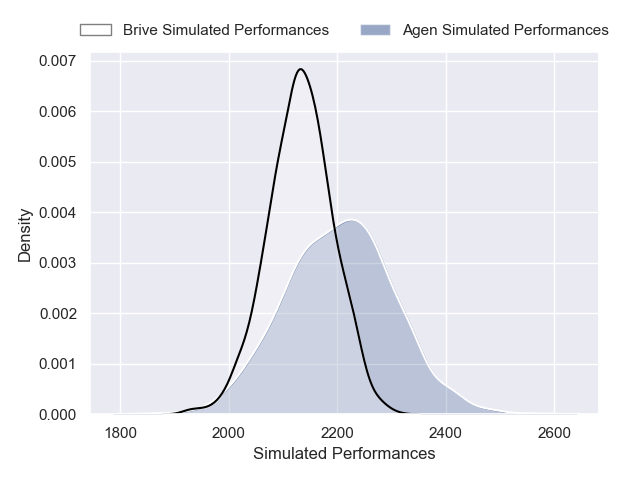 Brive Simulated Performances Agen Simulated Performances
0.007
0.006
0.005
0.004
0.003
0.002
0.001
0.000
Density
1800 2000 2200 2400 2600
Simulated Performances